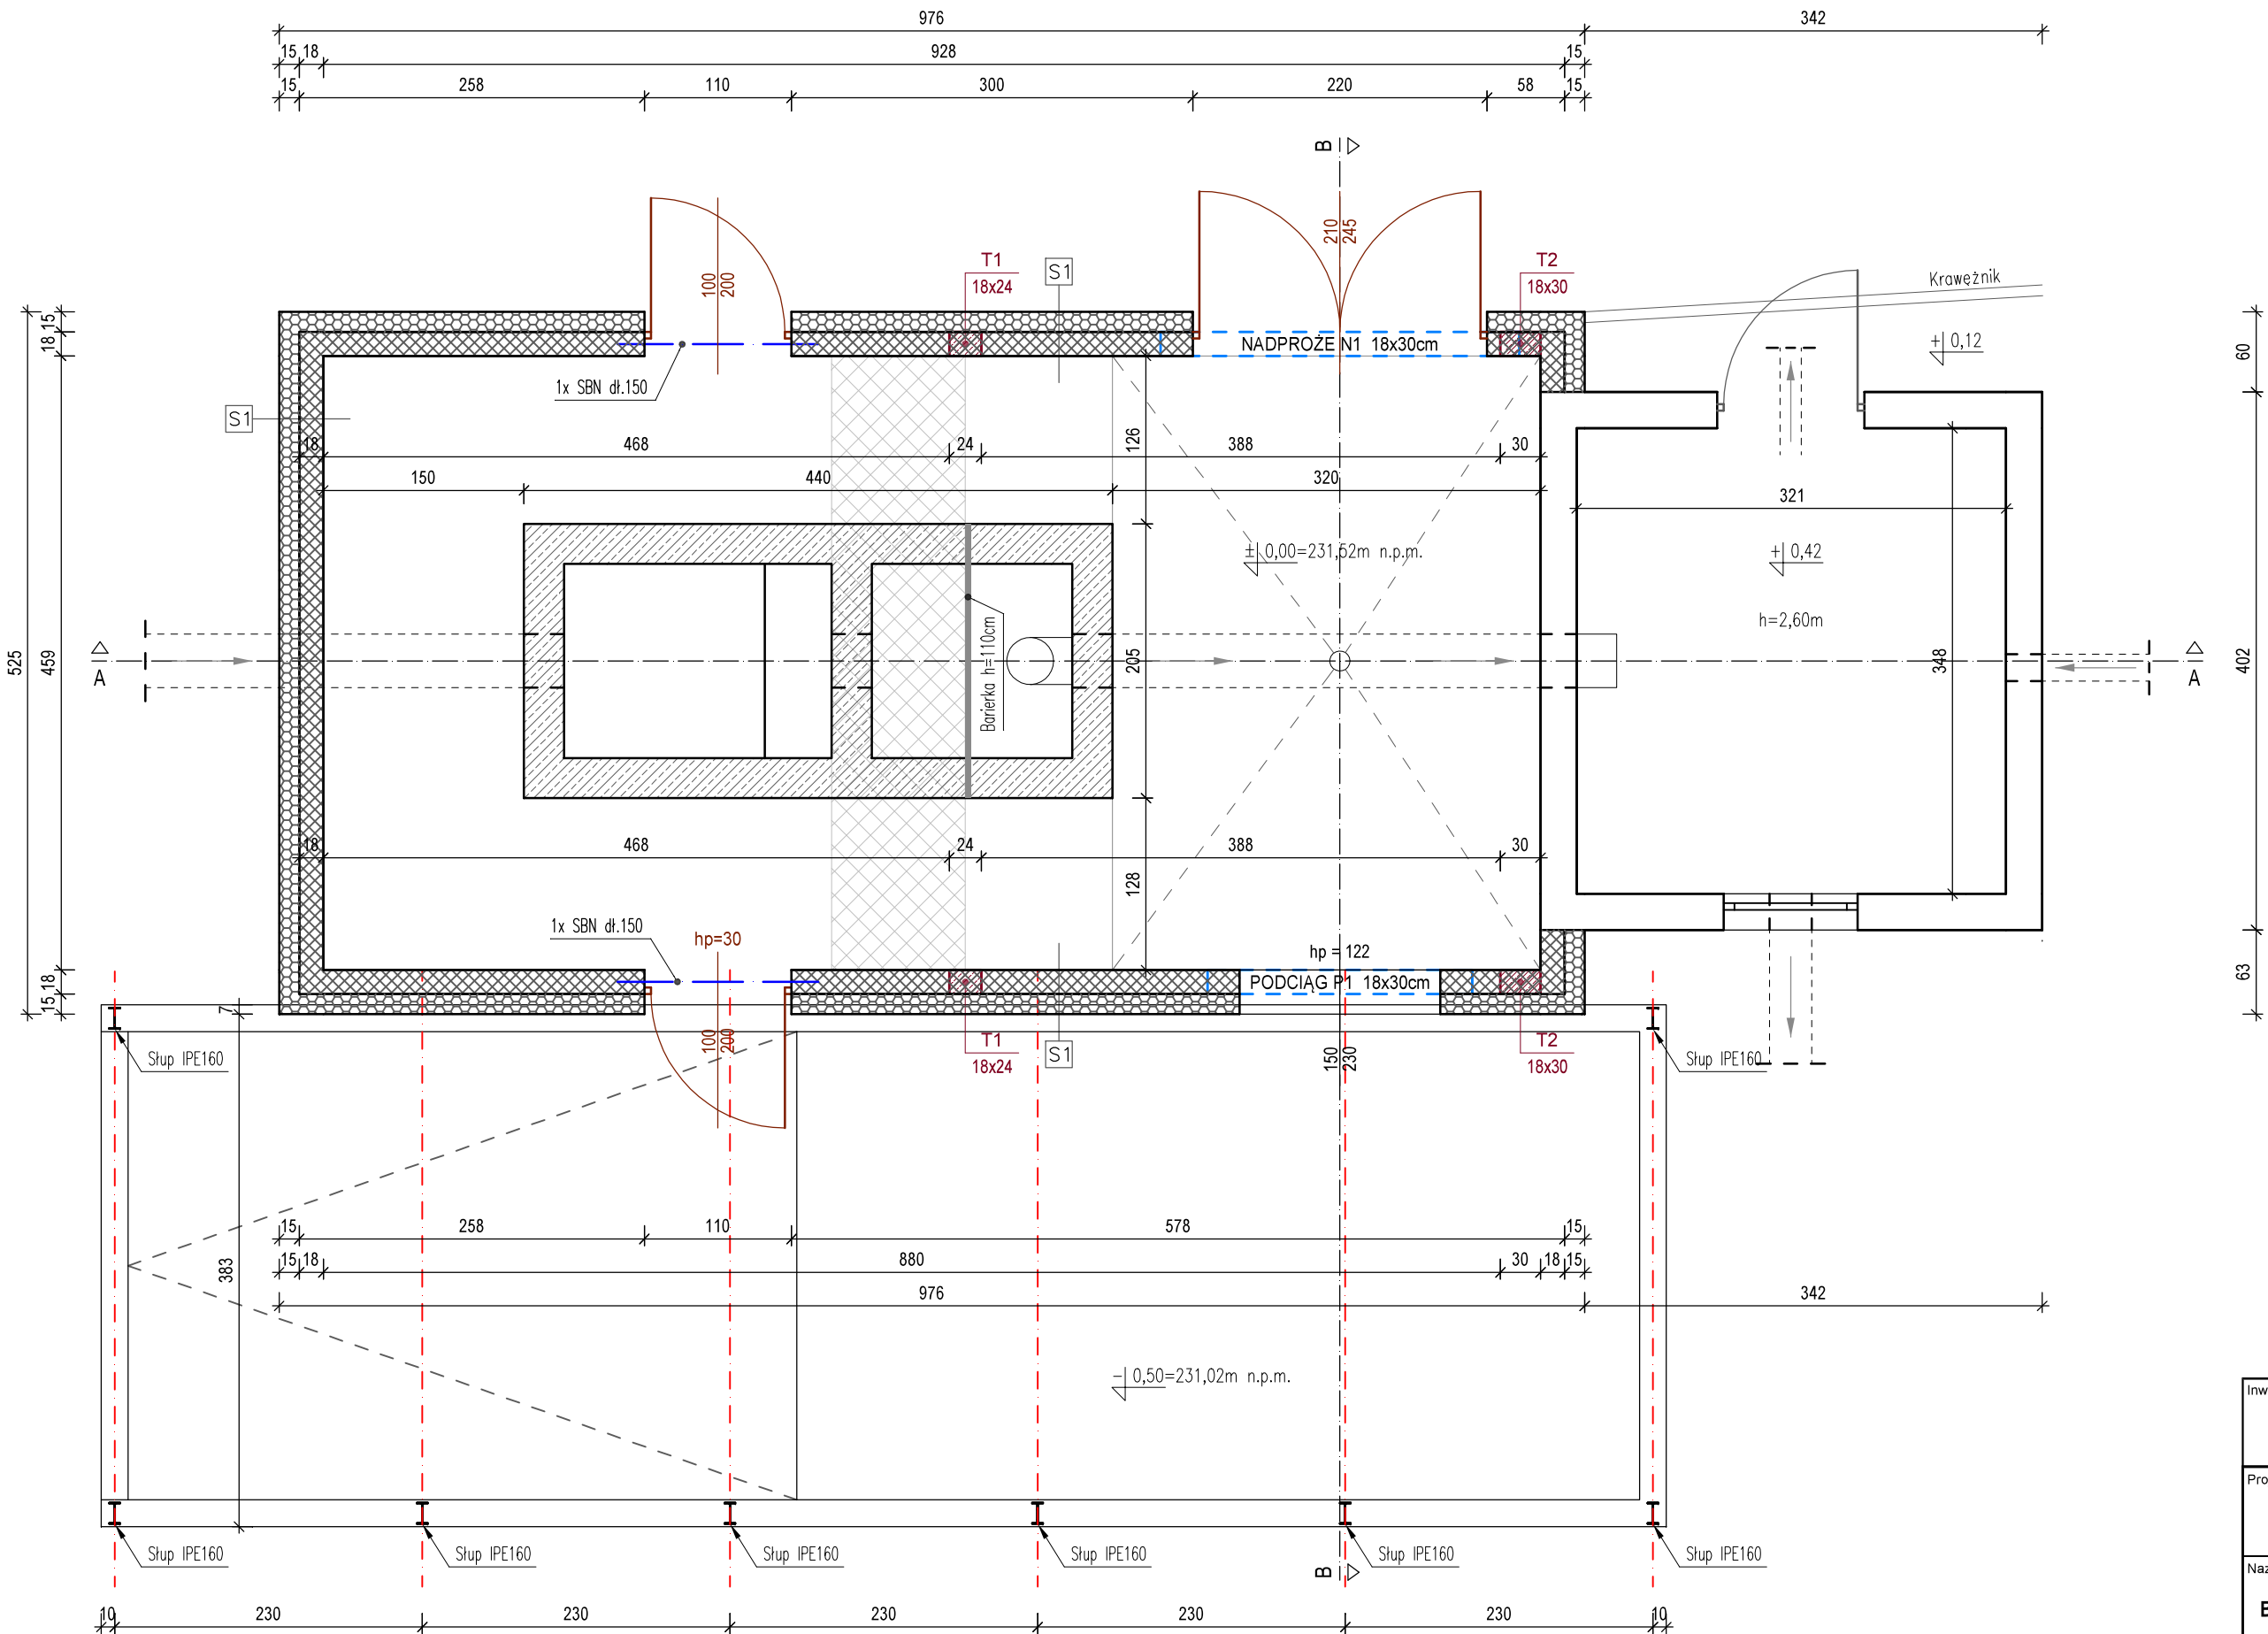 976 342
15 18 928 15
15 258 110 300 220 58 15
B
100
200
210
245
T1
18x24
S1
T2
18x30
Krawężnik
NADPROŻE N1 18x30cm
+ 0,12
1x SBN dł.150
S1
15
18
525
459
18
15
60
402
63
18 468 24 388 30
150 440 320
126
321
± 0,00=231,52m n.p.m.
+ 0,42
h=2,60m
Barierka h=110cm
205
348
A
A
18 468 24 388 30
128
1x SBN dł.150
hp=30
hp = 122
PODCIĄG P1 18x30cm
7
Słup IPE160
100
200
T1
18x24
S1
150
230
T2
18x30
Słup IPE160
15 258 110 578 15
15 18 880 30 18 15
383
976 342
- 0,50=231,02m n.p.m.
Inw
Pro
Naz
Słup IPE160
Słup IPE160
Słup IPE160
Słup IPE160
Słup IPE160
Słup IPE160
B
10 230 230 230 230 230 10